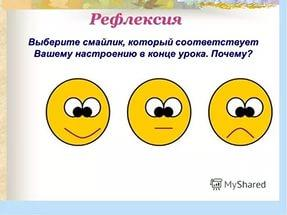 Рефлексия
Выберите смайлик, который соответствует
Вашему настроению в конце урока. Почему?
MyShared